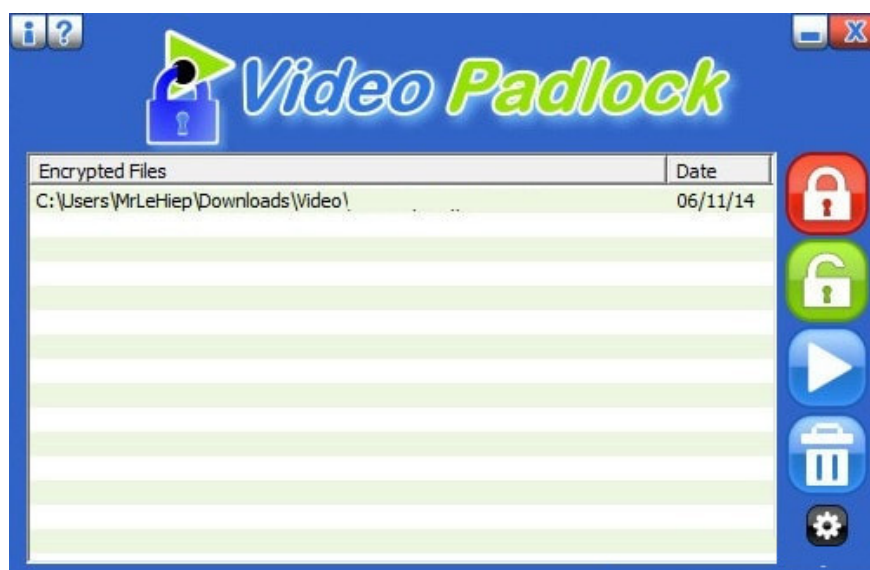 i ?
X
Video Padlock
Encrypted Files Date
C:\Users\MrLeHiep\Downloads\Video\ 06/11/14